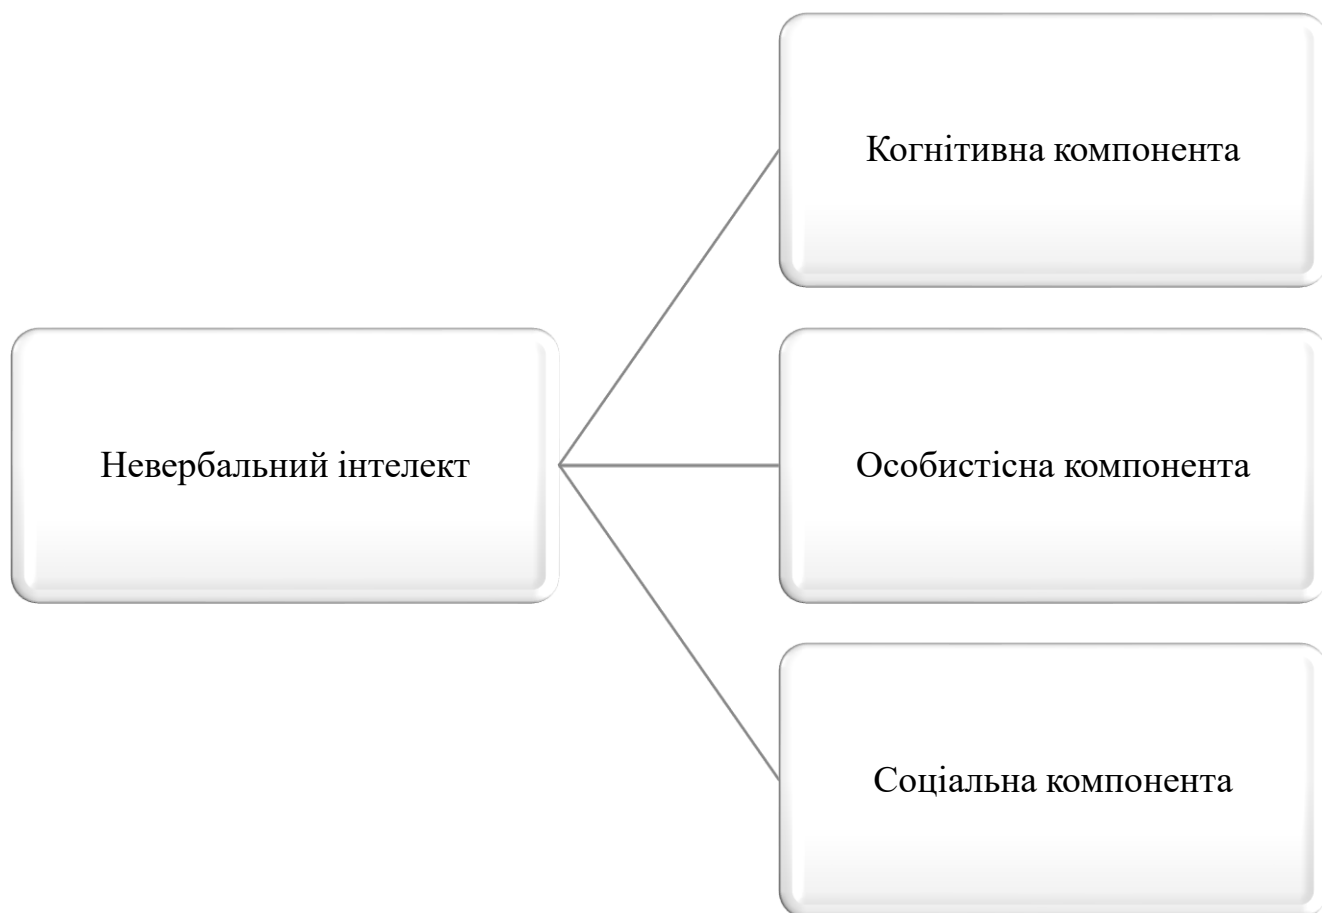 Когнітивна компонента
Невербальний інтелект
Особистісна компонента
Соціальна компонента